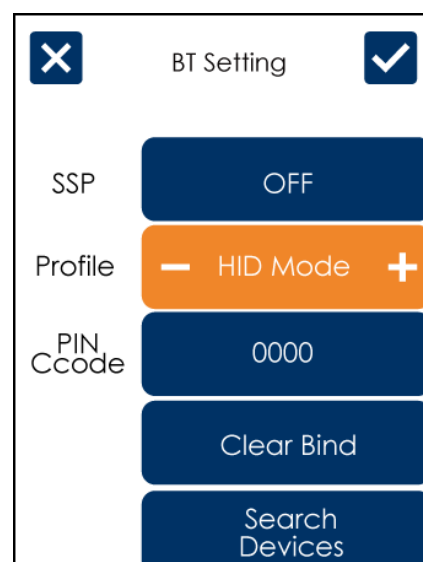 BT Setting
SSP OFF
Profile HID Mode
PIN
Ccode 0000
Clear Bind
Search
Devices